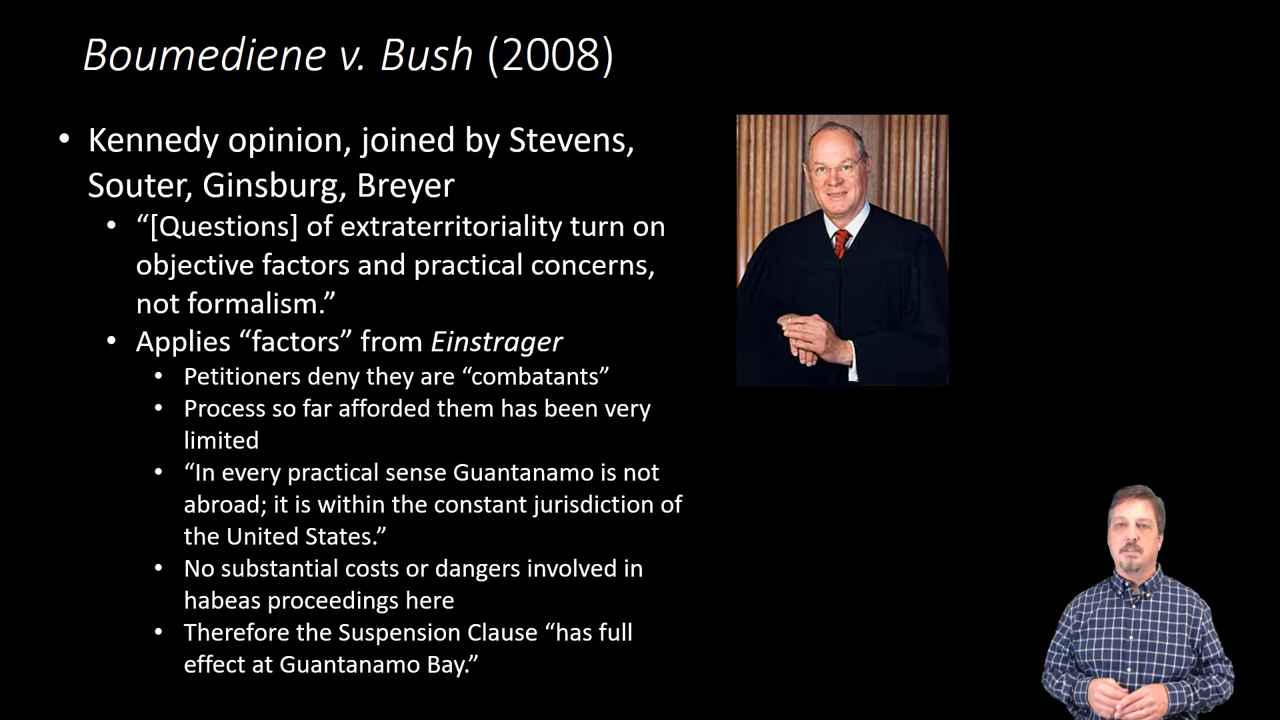 Boumediene v. Bush (2008)
• Kennedy opinion, joined by Stevens,
Souter, Ginsburg, Breyer
• “[Questions] of extraterritoriality turn on
objective factors and practical concerns,
not formalism.”
• Applies “factors” from Einstrager
• Petitioners deny they are “combatants”
• Process so far afforded them has been very
limited
• “In every practical sense Guantanamo is not
abroad; it is within the constant jurisdiction of
the United States.”
• No substantial costs or dangers involved in
habeas proceedings here
• Therefore the Suspension Clause “has full
effect at Guantanamo Bay.”